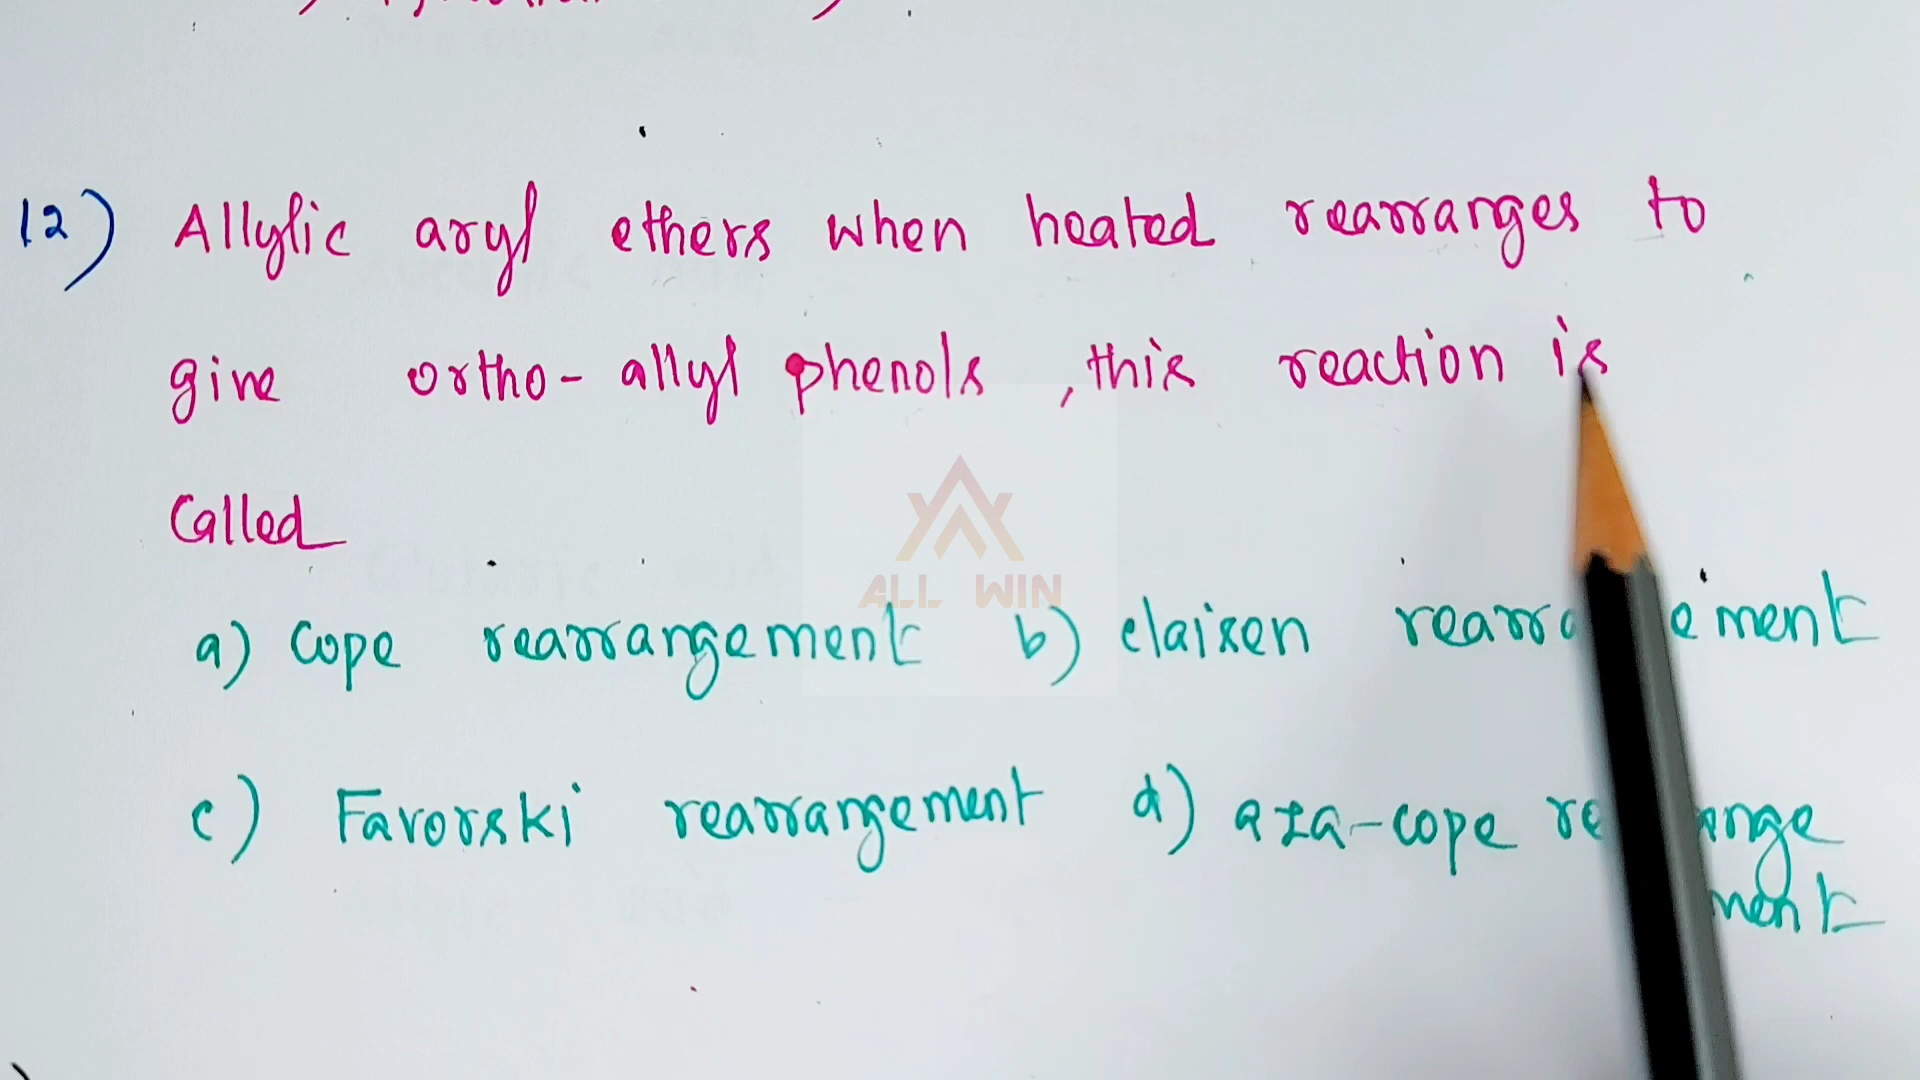 12) Allylic aryl ethers when heated rearranges to
give ortho-allyl phenols, this reaction is
Called
ALL WIN
a) Cope rearrangement b) claisen
c) Favorski rearrangement d) aza-cope